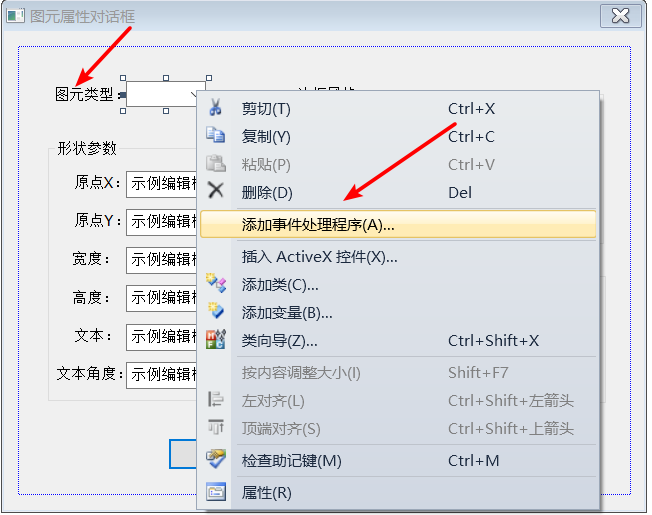 图元属性对话框
图元类型：
剪切(T) Ctrl+X
复制(Y) Ctrl+C
粘贴(P) Ctrl+V
删除(D) Del
添加事件处理程序(A)...
插入 ActiveX 控件(X)...
添加类(C)...
添加变量(B)...
类向导(Z)... Ctrl+Shift+X
按内容调整大小(I) Shift+F7
左对齐(L) Ctrl+Shift+左箭头
顶端对齐(S) Ctrl+Shift+上箭头
检查助记键(M) Ctrl+M
属性(R)
形状参数
原点X： 示例编辑
原点Y： 示例编辑
宽度： 示例编辑
高度： 示例编辑
文本： 示例编辑
文本角度： 示例编辑